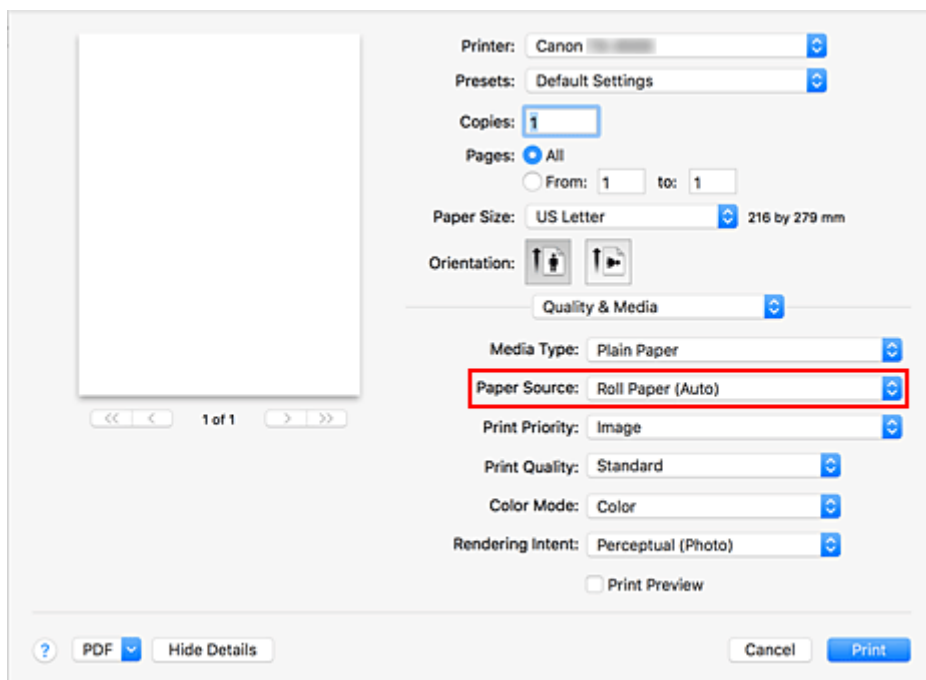 Printer: Canon
Presets: Default Settings
Copies: 1
Pages: All
From: 1 to: 1
Paper Size: US Letter 216 by 279 mm
Orientation:
Quality & Media
Media Type: Plain Paper
Paper Source: Roll Paper (Auto)
<< < 1 of 1 > >>
Print Priority: Image
Print Quality: Standard
Color Mode: Color
Rendering Intent: Perceptual (Photo)
Print Preview
? PDF Hide Details Cancel Print